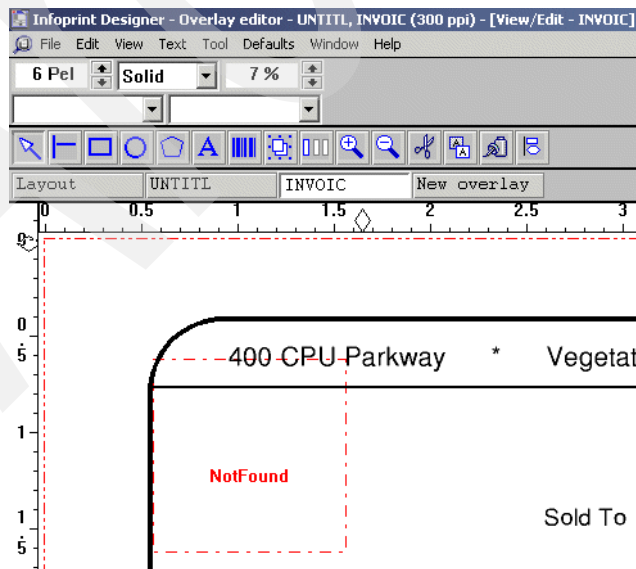 Infoprint Designer - Overlay editor - UNTITL, INVOIC (300 ppi) - [View/Edit - INVOIC]
File Edit View Text Tool Defaults Window Help
6 Pel Solid 7 %
A
Layout UNTITL INVOIC New overlay
0 0.5 1 1.5 2 2.5 3
0
0.5
400 CPU Parkway * Vegetat
1
NotFound
Sold To
1.5